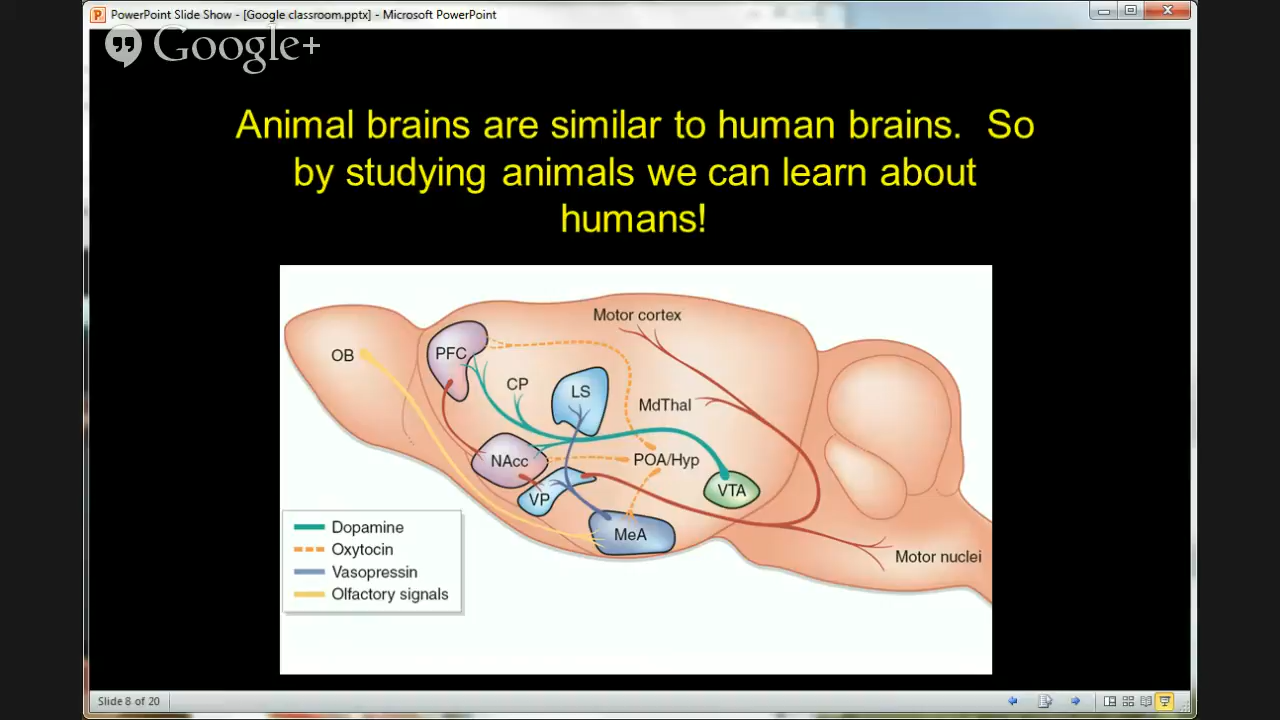 PowerPoint Slide Show - [Google classroom.pptx] - Microsoft PowerPoint
Google+
Animal brains are similar to human brains.  So
by studying animals we can learn about
humans!
Motor cortex
OB
PFC
CP
LS
MdThal
NAcc
POA/Hyp
VP
VTA
MeA
Motor nuclei
Dopamine
Oxytocin
Vasopressin
Olfactory signals
Slide 8 of 20